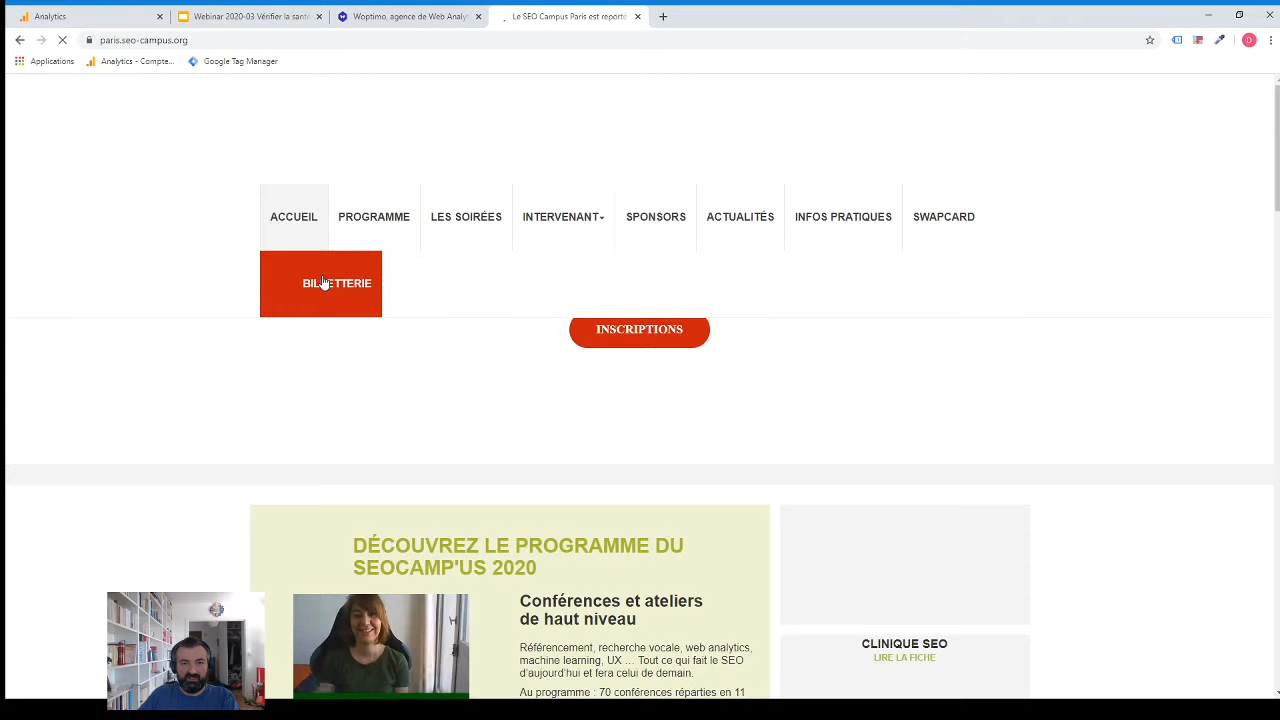 Analytics
Webinar 2020-03 Vérifier la santé
Woptimo, agence de Web Analyt
Le SEO Campus Paris est reporté
paris.seo-campus.org
D
Applications
Analytics - Compte...
Google Tag Manager
ACCUEIL
PROGRAMME
LES SOIRÉES
INTERVENANT
SPONSORS
ACTUALITÉS
INFOS PRATIQUES
SWAPCARD
BILLETTERIE
INSCRIPTIONS
DÉCOUVREZ LE PROGRAMME DU
SEOCAMP'US 2020
Conférences et ateliers
de haut niveau
Référencement, recherche vocale, web analytics,
machine learning, UX ... Tout ce qui fait le SEO
d'aujourd'hui et fera celui de demain.
Au programme : 70 conférences réparties en 11
CLINIQUE SEO
LIRE LA FICHE